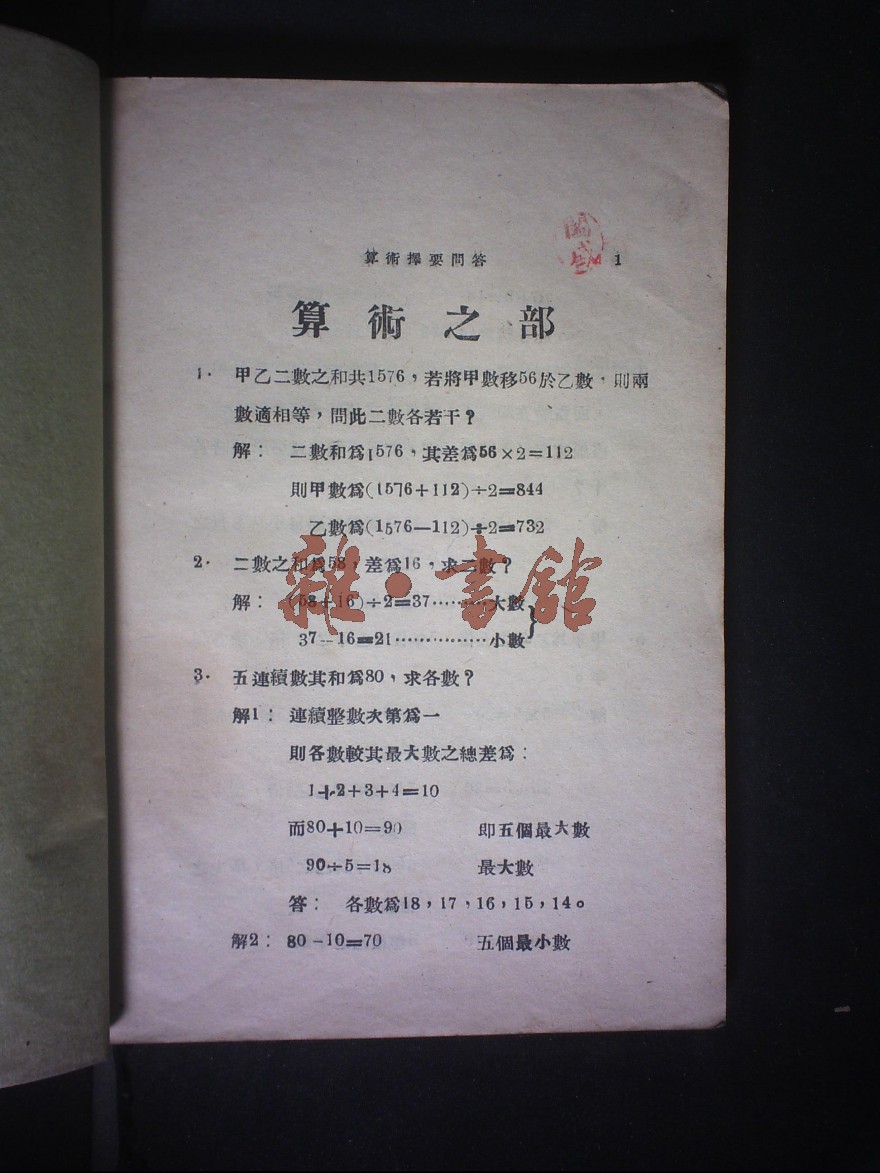 算術擇要問答 1
算術之部
1. 甲乙二數之和共1576,若將甲數移56於乙數,則兩
數適相等,問此二數各若干?
解: 二數和爲1576,其差爲56×2=112
則甲數爲(1576+112)÷2=844
乙數爲(1576—112)÷2=732
2. 二數之和爲58,差爲16,求二數?
解: (58+16)÷2=37………大數
37-16=21……………小數}
3. 五連續數其和爲80,求各數?
解1: 連續整數次第爲一
則各數較其最大數之總差爲:
1+2+3+4=10
而80+10=90 即五個最大數
90÷5=18 最大數
答: 各數爲18,17,16,15,14。
解2: 80-10=70 五個最小數
雜·書館